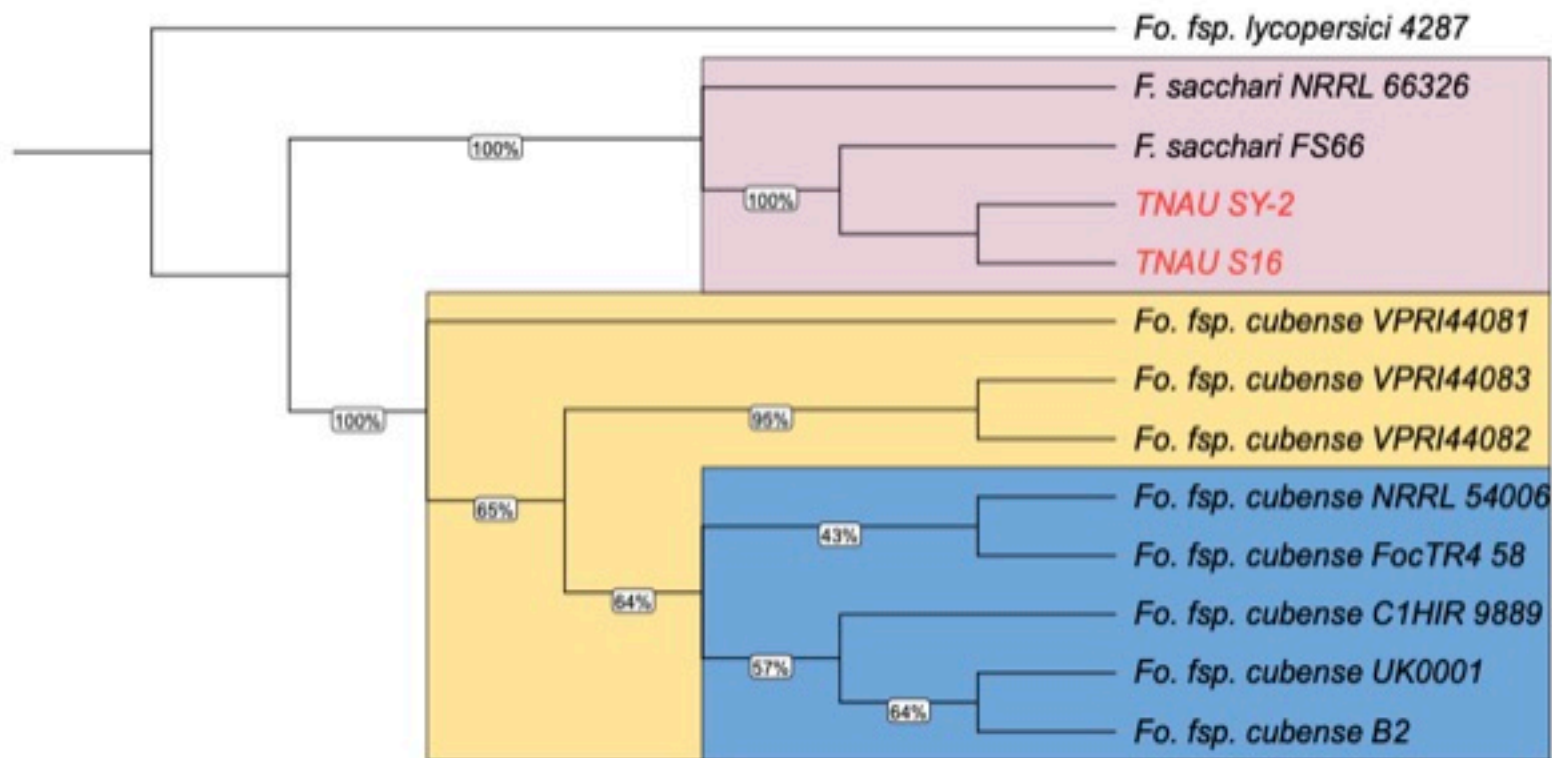 Fo. fsp. lycopersici 4287
F. sacchari NRRL 66326
100%
F. sacchari FS66
100%
TNAU SY-2
TNAU S16
Fo. fsp. cubense VPRI44081
Fo. fsp. cubense VPRI44083
100%
95%
Fo. fsp. cubense VPRI44082
Fo. fsp. cubense NRRL 54006
65%
43%
Fo. fsp. cubense FocTR4 58
64%
Fo. fsp. cubense C1HIR 9889
57%
Fo. fsp. cubense UK0001
64%
Fo. fsp. cubense B2